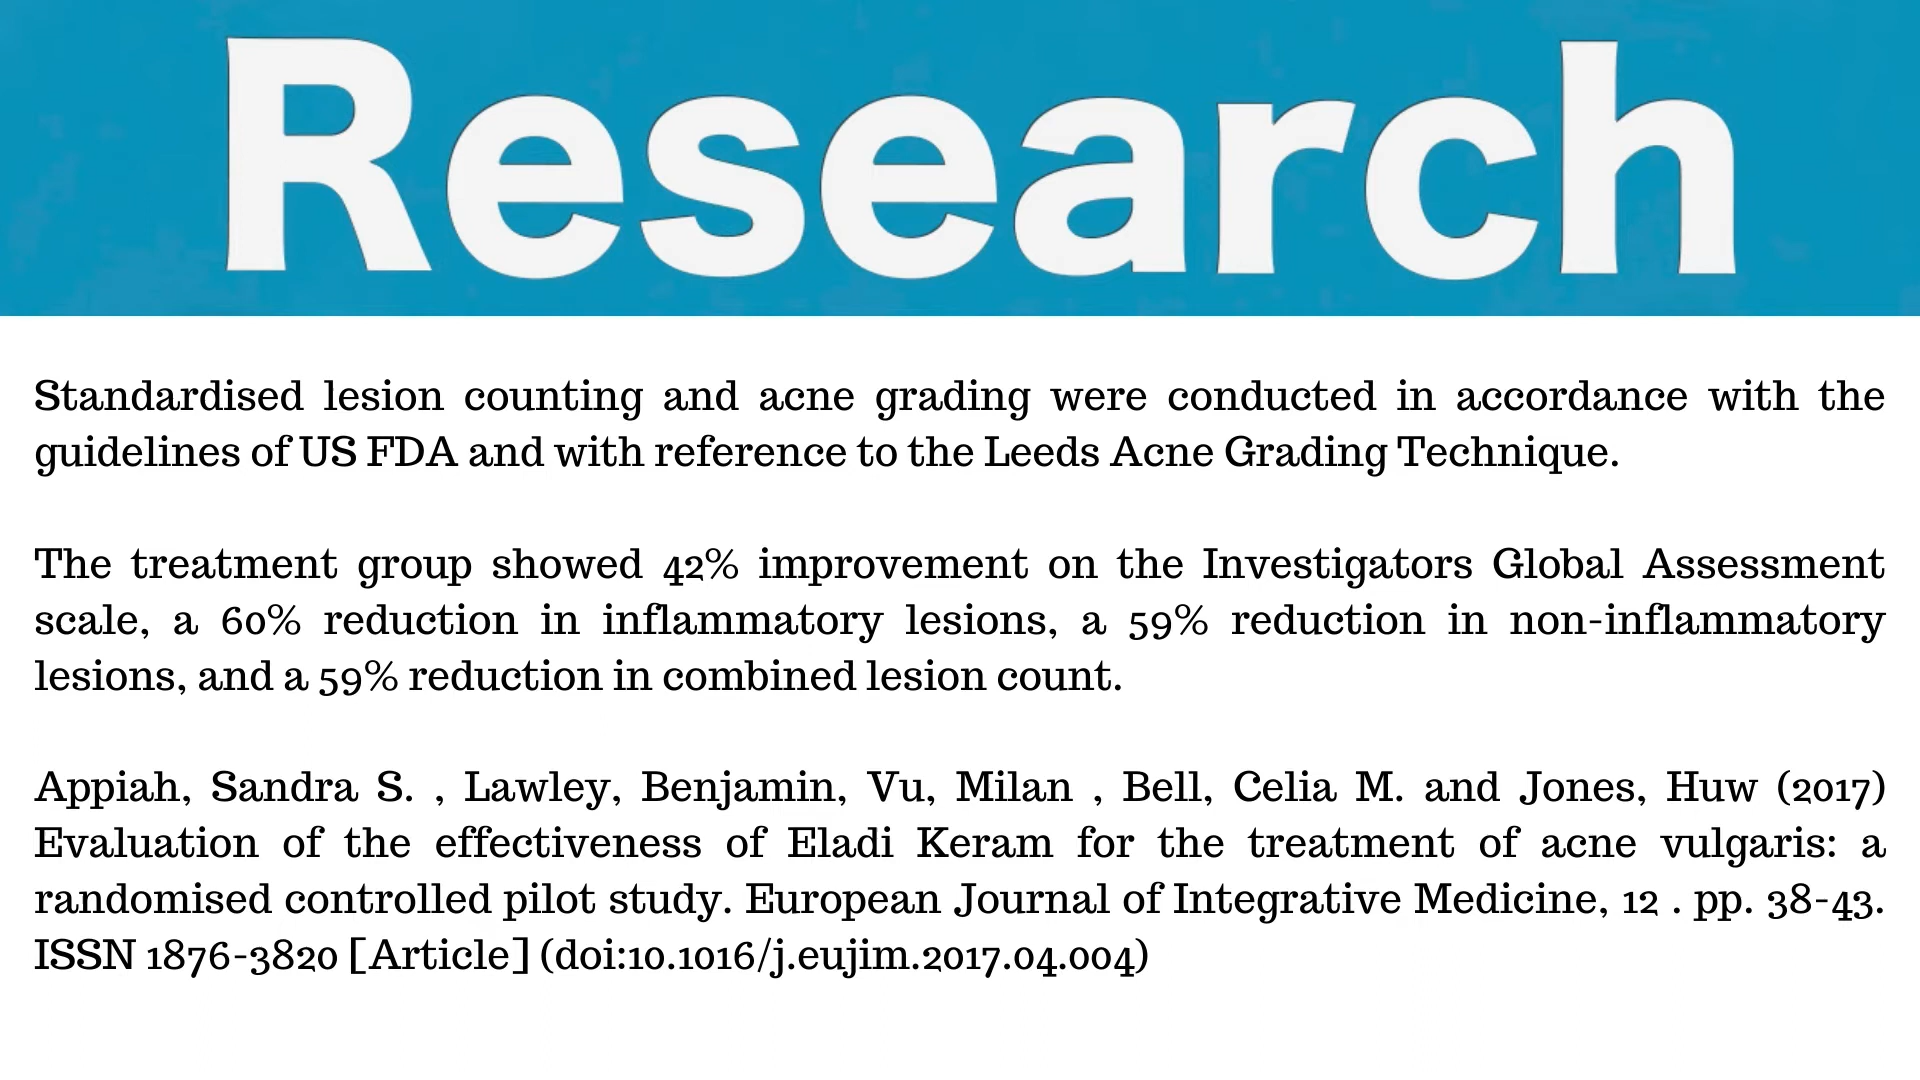 Research
Standardised lesion counting and acne grading were conducted in accordance with the
guidelines of US FDA and with reference to the Leeds Acne Grading Technique.
The treatment group showed 42% improvement on the Investigators Global Assessment
scale, a 60% reduction in inflammatory lesions, a 59% reduction in non-inflammatory
lesions, and a 59% reduction in combined lesion count.
Appiah, Sandra S. , Lawley, Benjamin, Vu, Milan , Bell, Celia M. and Jones, Huw (2017)
Evaluation of the effectiveness of Eladi Keram for the treatment of acne vulgaris: a
randomised controlled pilot study. European Journal of Integrative Medicine, 12 . pp. 38-43.
ISSN 1876-3820 [Article] (doi:10.1016/j.eujim.2017.04.004)